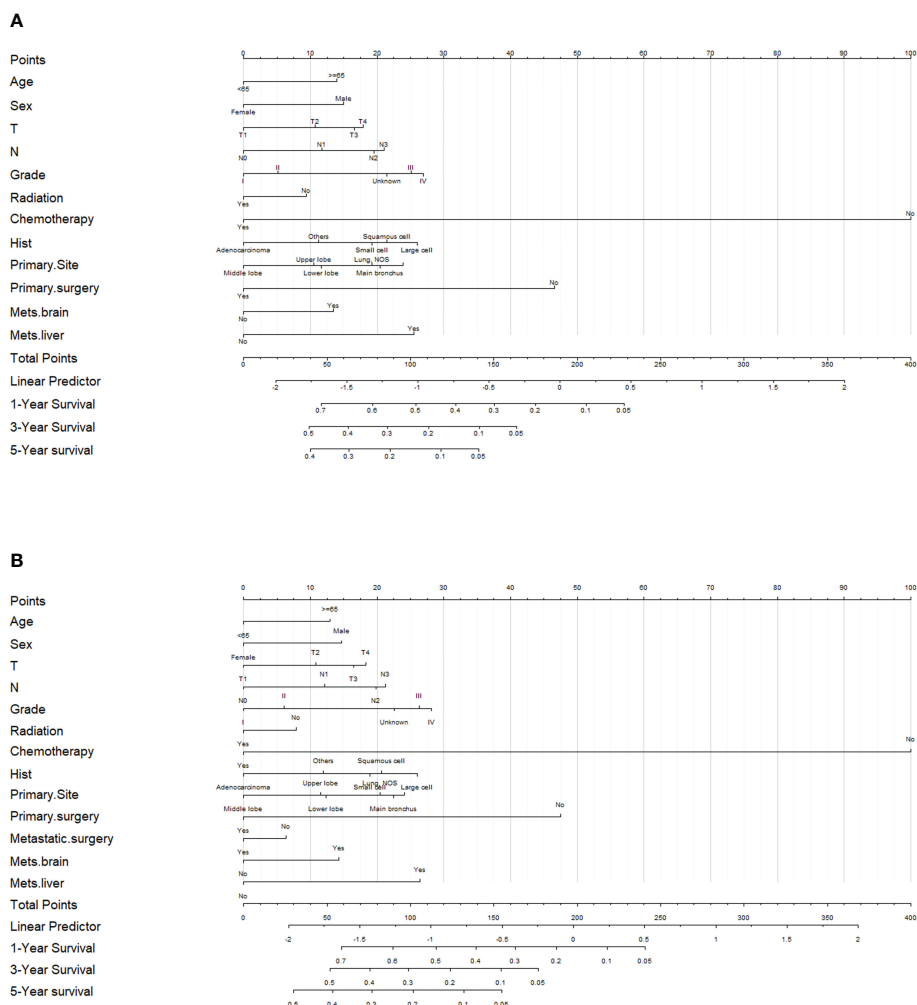 A
Points 0 10 20 30 40 50 60 70 80 90 100
Age <65 >=65
Sex Female Male
T T1 T2 T3 T4
N N0 N1 N2 N3
Grade I II Unknown III IV
Radiation Yes No
Chemotherapy Yes No
Hist Adenocarcinoma Others Small cell Squamous cell Large cell
Primary.Site Middle lobe Upper lobe Lower lobe Lung, NOS Main bronchus
Primary.surgery Yes No
Mets.brain No Yes
Mets.liver No Yes
Total Points 0 50 100 150 200 250 300 350 400
Linear Predictor -2 -1.5 -1 -0.5 0 0.5 1 1.5 2
1-Year Survival 0.7 0.6 0.5 0.4 0.3 0.2 0.1 0.05
3-Year Survival 0.5 0.4 0.3 0.2 0.1 0.05
5-Year survival 0.4 0.3 0.2 0.1 0.05
B
Points 0 10 20 30 40 50 60 70 80 90 100
Age <65 >=65
Sex Female Male
T T1 T2 T3 T4
N N0 N1 N2 N3
Grade I II Unknown III IV
Radiation Yes No
Chemotherapy Yes No
Hist Adenocarcinoma Others Small cell Squamous cell Large cell
Primary.Site Middle lobe Upper lobe Lower lobe Lung, NOS Main bronchus
Primary.surgery Yes No
Metastatic.surgery Yes No
Mets.brain No Yes
Mets.liver No Yes
Total Points 0 50 100 150 200 250 300 350 400
Linear Predictor -2 -1.5 -1 -0.5 0 0.5 1 1.5 2
1-Year Survival 0.7 0.6 0.5 0.4 0.3 0.2 0.1 0.05
3-Year Survival 0.5 0.4 0.3 0.2 0.1 0.05
5-Year survival 0.5 0.4 0.3 0.2 0.1 0.05